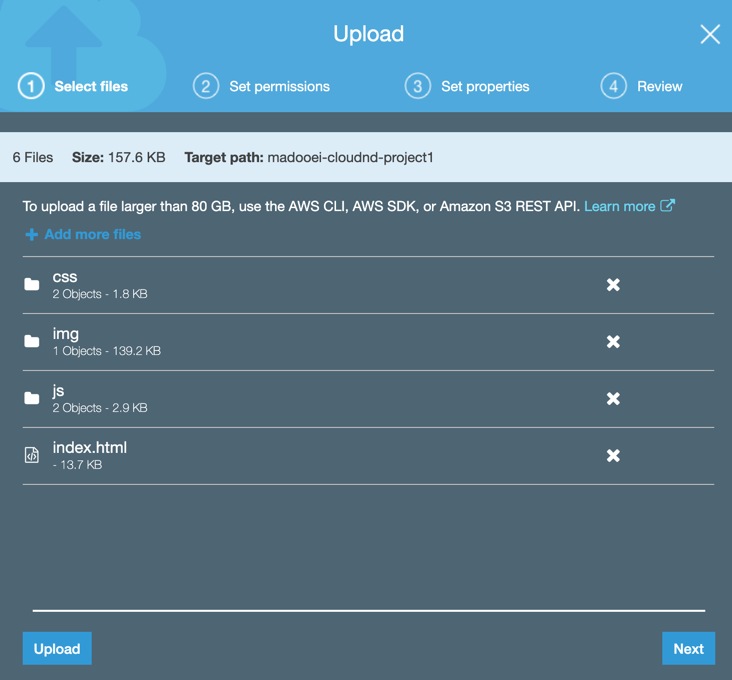 Upload
1 Select files 2 Set permissions 3 Set properties 4 Review
6 Files Size: 157.6 KB Target path: madooei-cloudnd-project1
To upload a file larger than 80 GB, use the AWS CLI, AWS SDK, or Amazon S3 REST API. Learn more
Add more files
css
2 Objects - 1.8 KB
img
1 Objects - 139.2 KB
js
2 Objects - 2.9 KB
index.html
- 13.7 KB
Upload Next